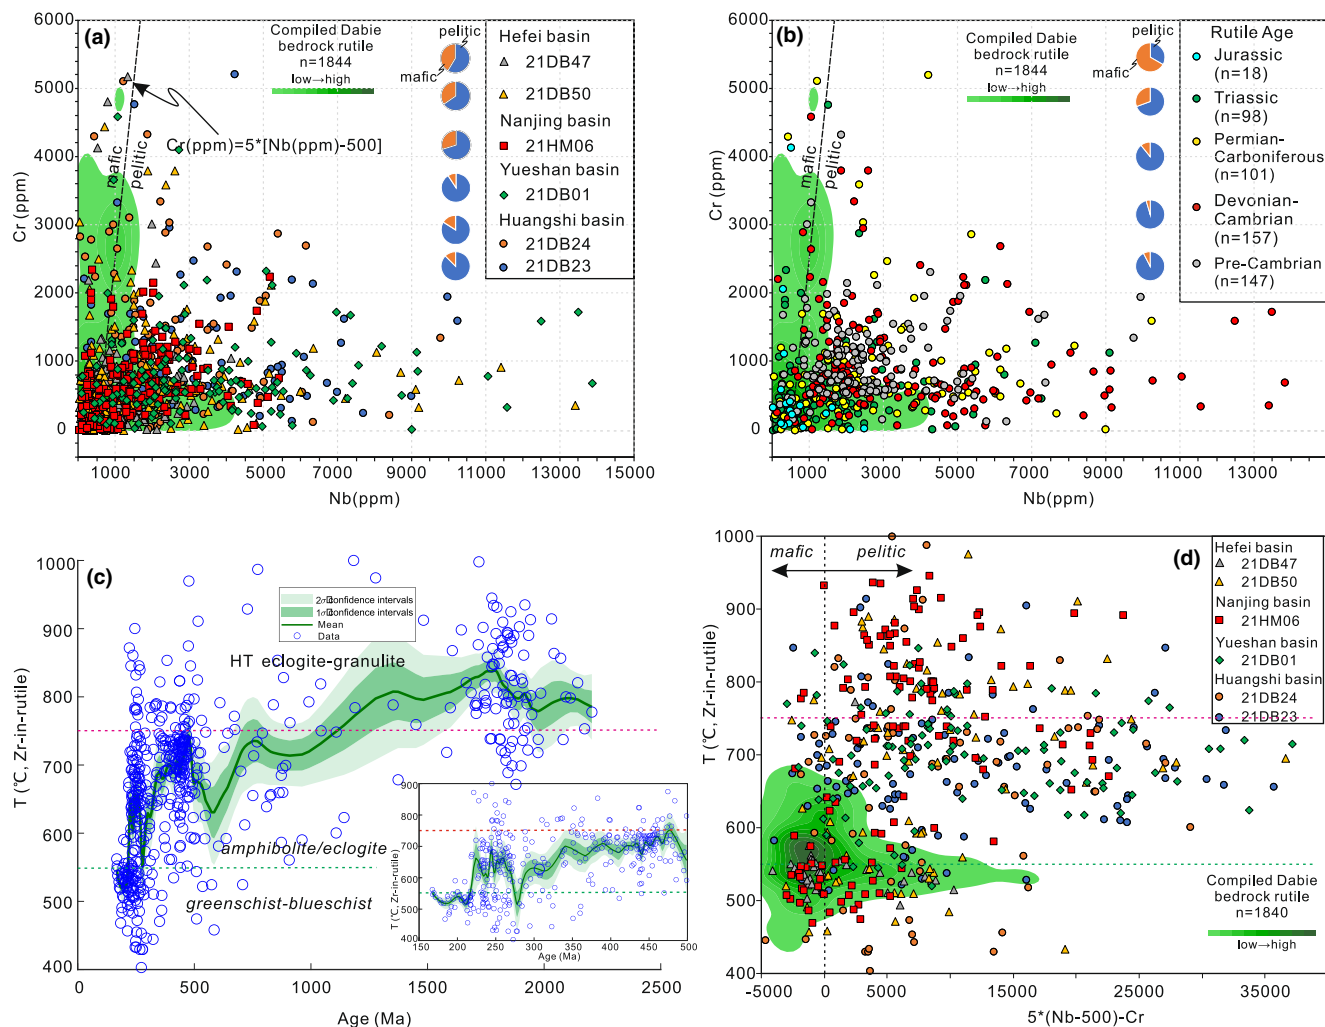 (a)
Compiled Dabie
bedrock rutile
n=1844
low→high
pelitic
mafic
Hefei basin
21DB47
21DB50
Nanjing basin
21HM06
Yueshan basin
21DB01
Huangshi basin
21DB24
21DB23
Cr(ppm)=5*[Nb(ppm)-500]
mafic
pelitic
Cr (ppm)
6000
5000
4000
3000
2000
1000
0
1000
3000
5000
7000
9000
11000
13000
15000
Nb(ppm)
(b)
Compiled Dabie
bedrock rutile
n=1844
low→high
pelitic
mafic
Rutile Age
Jurassic
(n=18)
Triassic
(n=98)
Permian-
Carboniferous
(n=101)
Devonian-
Cambrian
(n=157)
Pre-Cambrian
(n=147)
mafic
pelitic
Cr (ppm)
6000
5000
4000
3000
2000
1000
0
1000
3000
5000
7000
9000
11000
13000
Nb(ppm)
(c)
2σ confidence intervals
1σ confidence intervals
Mean
Data
HT eclogite-granulite
amphibolite/eclogite
greenschist-blueschist
T (℃, Zr-in-rutile)
1000
900
800
700
600
500
400
0
500
1000
1500
2000
2500
Age (Ma)
T (℃, Zr-in-rutile)
900
800
700
600
500
400
150
200
250
300
350
400
450
500
Age (Ma)
(d)
mafic
pelitic
Hefei basin
21DB47
21DB50
Nanjing basin
21HM06
Yueshan basin
21DB01
Huangshi basin
21DB24
21DB23
Compiled Dabie
bedrock rutile
n=1840
low→high
T (℃, Zr-in-rutile)
1000
900
800
700
600
500
400
-5000
0
5000
15000
25000
35000
5*(Nb-500)-Cr